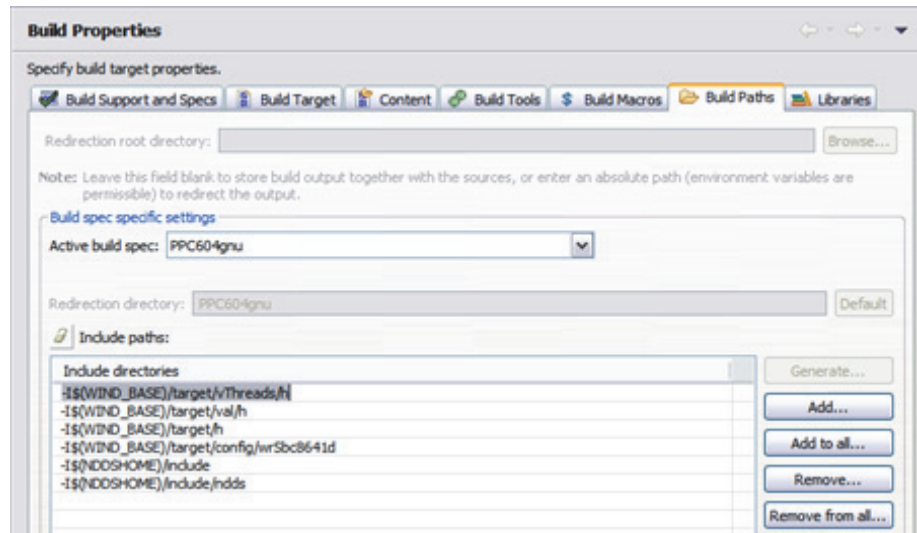 Build Properties
Specify build target properties.
Build Support and Specs Build Target Content Build Tools $ Build Macros Build Paths Libraries
Redirection root directory: Browse...
Note: Leave this field blank to store build output together with the sources, or enter an absolute path (environment variables are
permissible) to redirect the output.
Build spec specific settings
Active build spec: PPC604gnu
Redirection directory: PPC604gnu Default
Include paths:
Include directories Generate...
-I$(WIND_BASE)/target/vThreads/h
-I$(WIND_BASE)/target/val/h Add...
-I$(WIND_BASE)/target/h
-I$(WIND_BASE)/target/config/wrSbc8641d Add to all...
-I$(NDDSHOME)/include
-I$(NDDSHOME)/include/ndds Remove...
Remove from all...